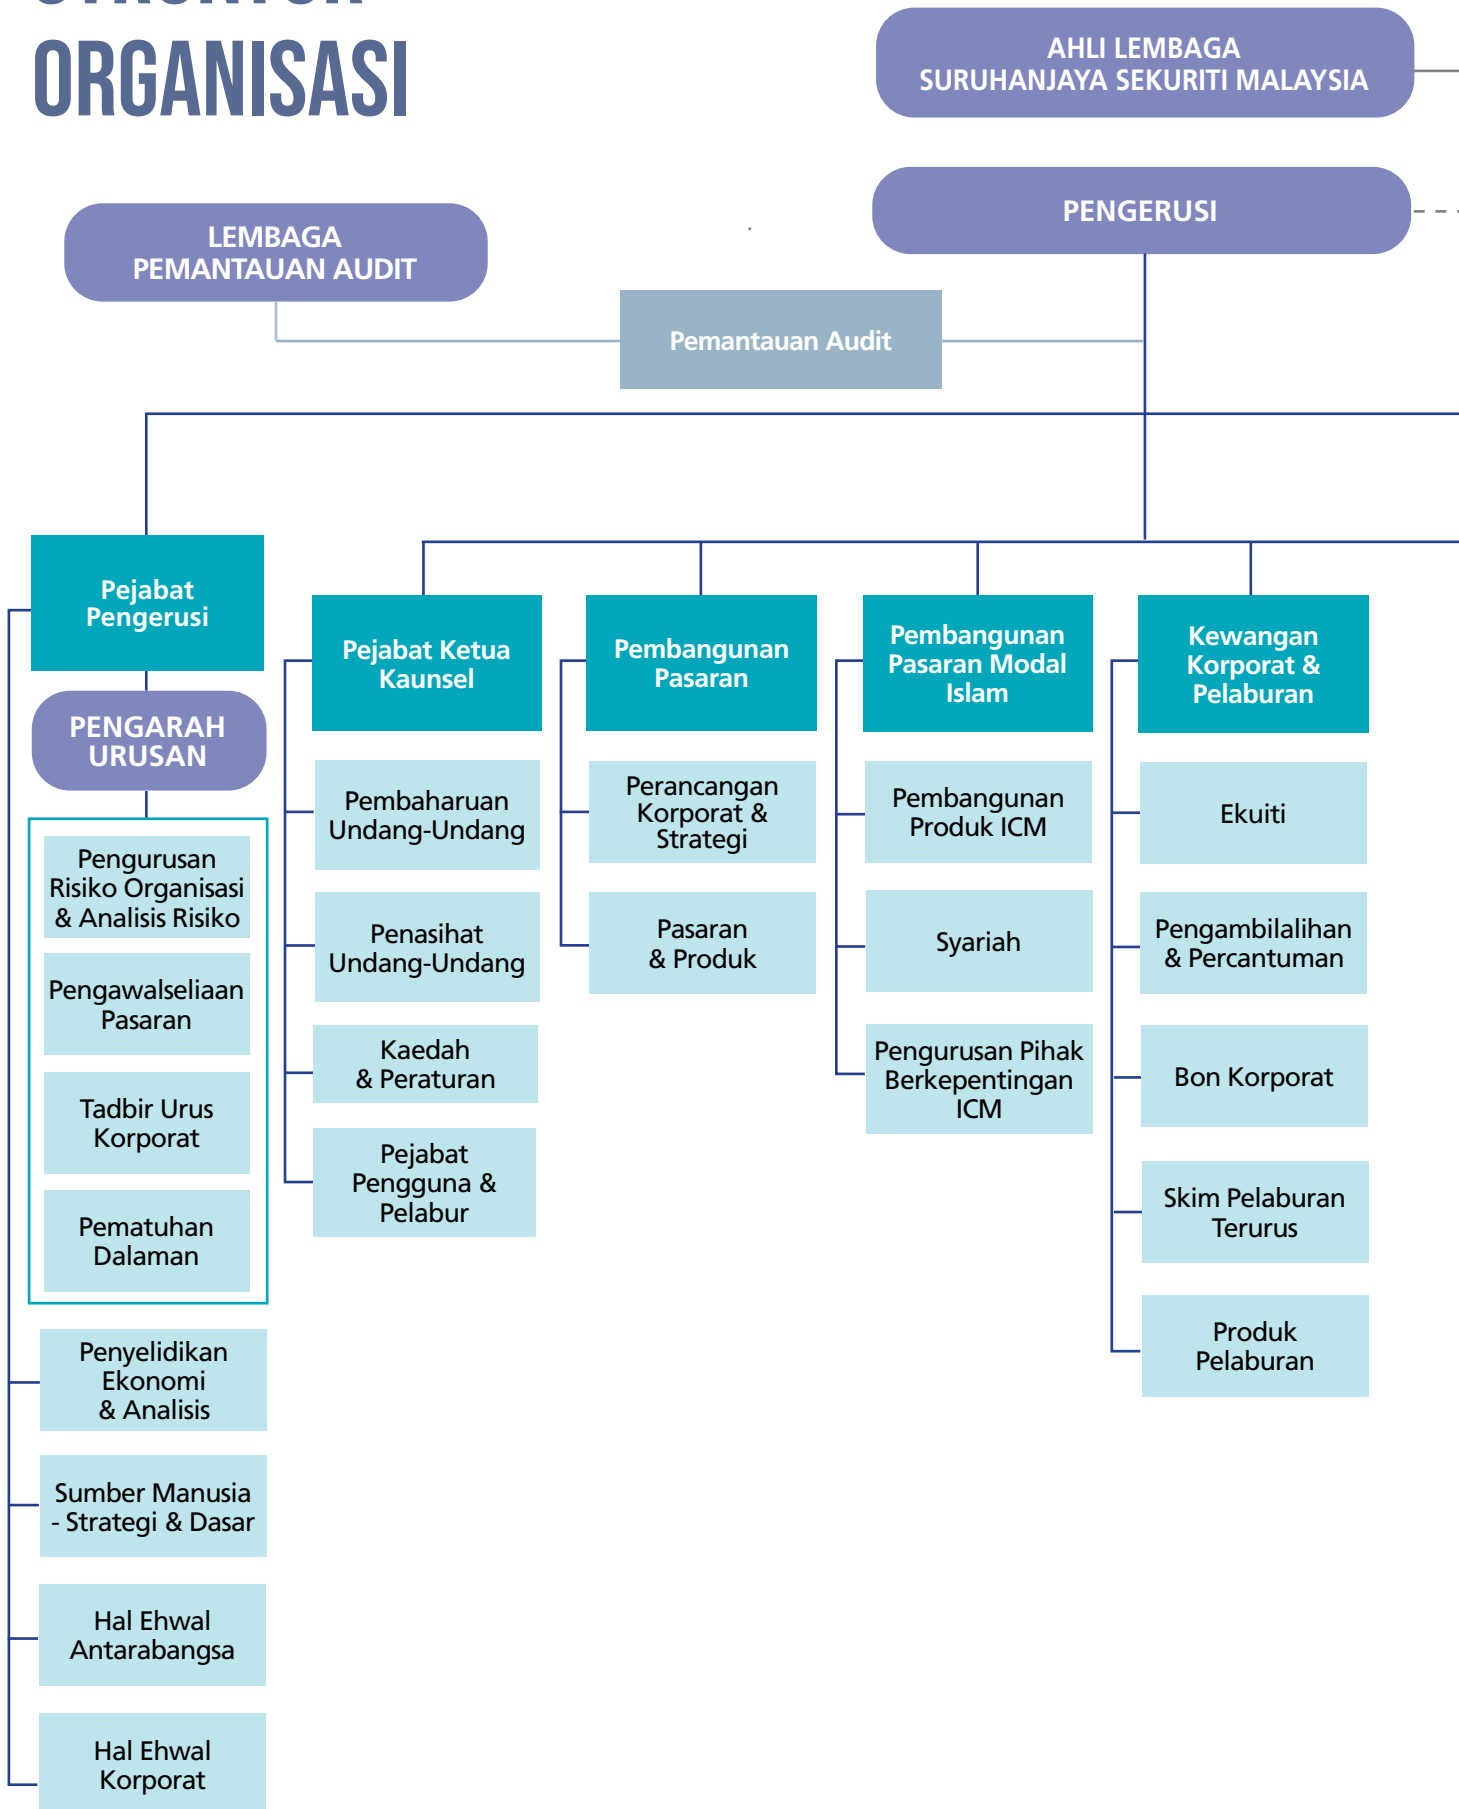 STRUKTUR
ORGANISASI
AHLI LEMBAGA
SURUHANJAYA SEKURITI MALAYSIA
PENGERUSI
LEMBAGA
PEMANTAUAN AUDIT
Pemantauan Audit
Pejabat
Pengerusi
PENGARAH
URUSAN
Pengurusan
Risiko Organisasi
& Analisis Risiko
Pengawalseliaan
Pasaran
Tadbir Urus
Korporat
Pematuhan
Dalaman
Penyelidikan
Ekonomi
& Analisis
Sumber Manusia
- Strategi & Dasar
Hal Ehwal
Antarabangsa
Hal Ehwal
Korporat
Pejabat Ketua
Kaunsel
Pembaharuan
Undang-Undang
Penasihat
Undang-Undang
Kaedah
& Peraturan
Pejabat
Pengguna &
Pelabur
Pembangunan
Pasaran
Perancangan
Korporat &
Strategi
Pasaran
& Produk
Pembangunan
Pasaran Modal
Islam
Pembangunan
Produk ICM
Syariah
Pengurusan Pihak
Berkepentingan
ICM
Kewangan
Korporat &
Pelaburan
Ekuiti
Pengambilalihan
& Percantuman
Bon Korporat
Skim Pelaburan
Terurus
Produk
Pelaburan